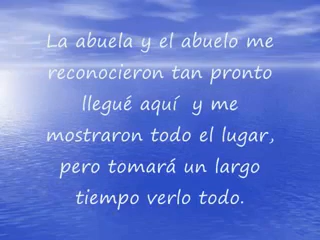 La abuela y el abuelo me
reconocieron tan pronto
llegué aquí y me
mostraron todo el lugar,
pero tomará un largo
tiempo verlo todo.